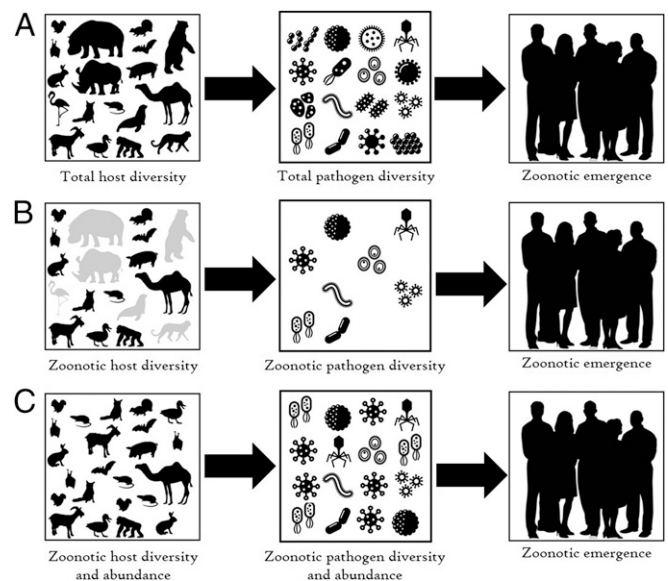 A
Total host diversity
Total pathogen diversity
Zoonotic emergence
B
Zoonotic host diversity
Zoonotic pathogen diversity
Zoonotic emergence
C
Zoonotic host diversity
and abundance
Zoonotic pathogen diversity
and abundance
Zoonotic emergence